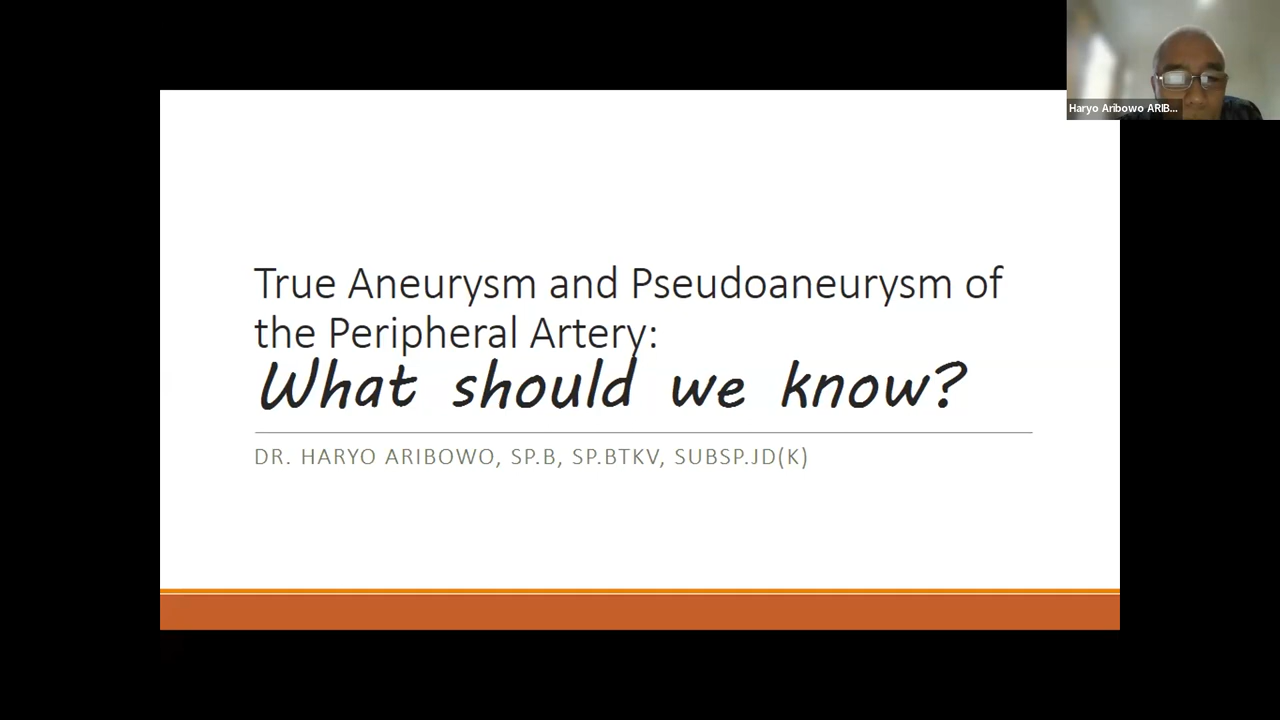 Haryo Aribowo ARIB...
True Aneurysm and Pseudoaneurysm of
the Peripheral Artery:
What should we know?
DR. HARYO ARIBOWO, SP.B, SP.BTKV, SUBSP.JD(K)